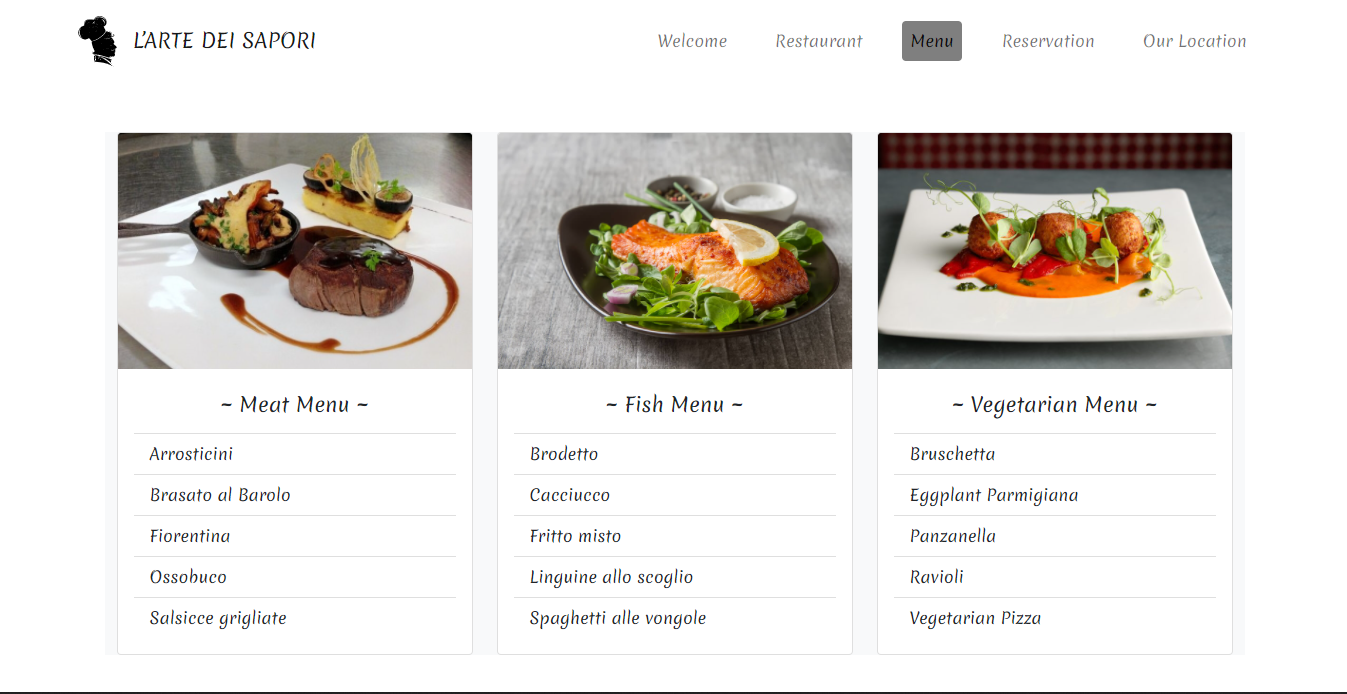 L'ARTE DEI SAPORI
Welcome
Restaurant
Menu
Reservation
Our Location
~ Meat Menu ~
Arrosticini
Brasato al Barolo
Fiorentina
Ossobuco
Salsicce grigliate
~ Fish Menu ~
Brodetto
Cacciucco
Fritto misto
Linguine allo scoglio
Spaghetti alle vongole
~ Vegetarian Menu ~
Bruschetta
Eggplant Parmigiana
Panzanella
Ravioli
Vegetarian Pizza